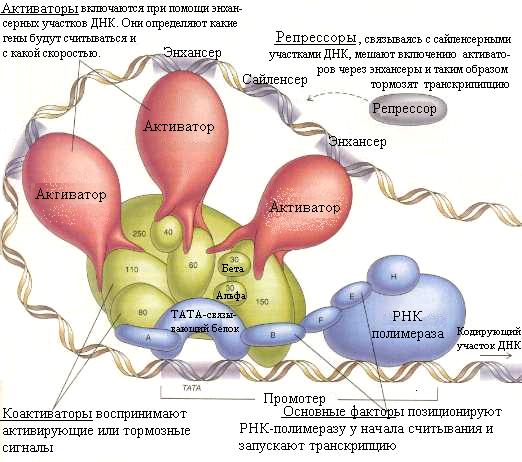 Активаторы включаются при помощи энхан-
серных участков ДНК. Они определяют какие
гены будут считываться и
с какой скоростью.
Репрессоры , связываясь с сайленсерными
участками ДНК, мешают включению активато-
ров через энхансеры и таким образом
тормозят транскрипицию
Энхансер
Сайленсер
Репрессор
Энхансер
Активатор
Активатор
Активатор
250
40
110
60
30
Бета
30
Альфа
80
150
ТАТА-связы-
вающий белок
A
B
F
E
H
РНК
полимераза
Кодирующий
участок ДНК
TATA
Промотер
Коактиваторы воспринимают
активирующие или тормозные
сигналы
Основные факторы позиционируют
РНК-полимеразу у начала считывания и
запускают транскрипцию